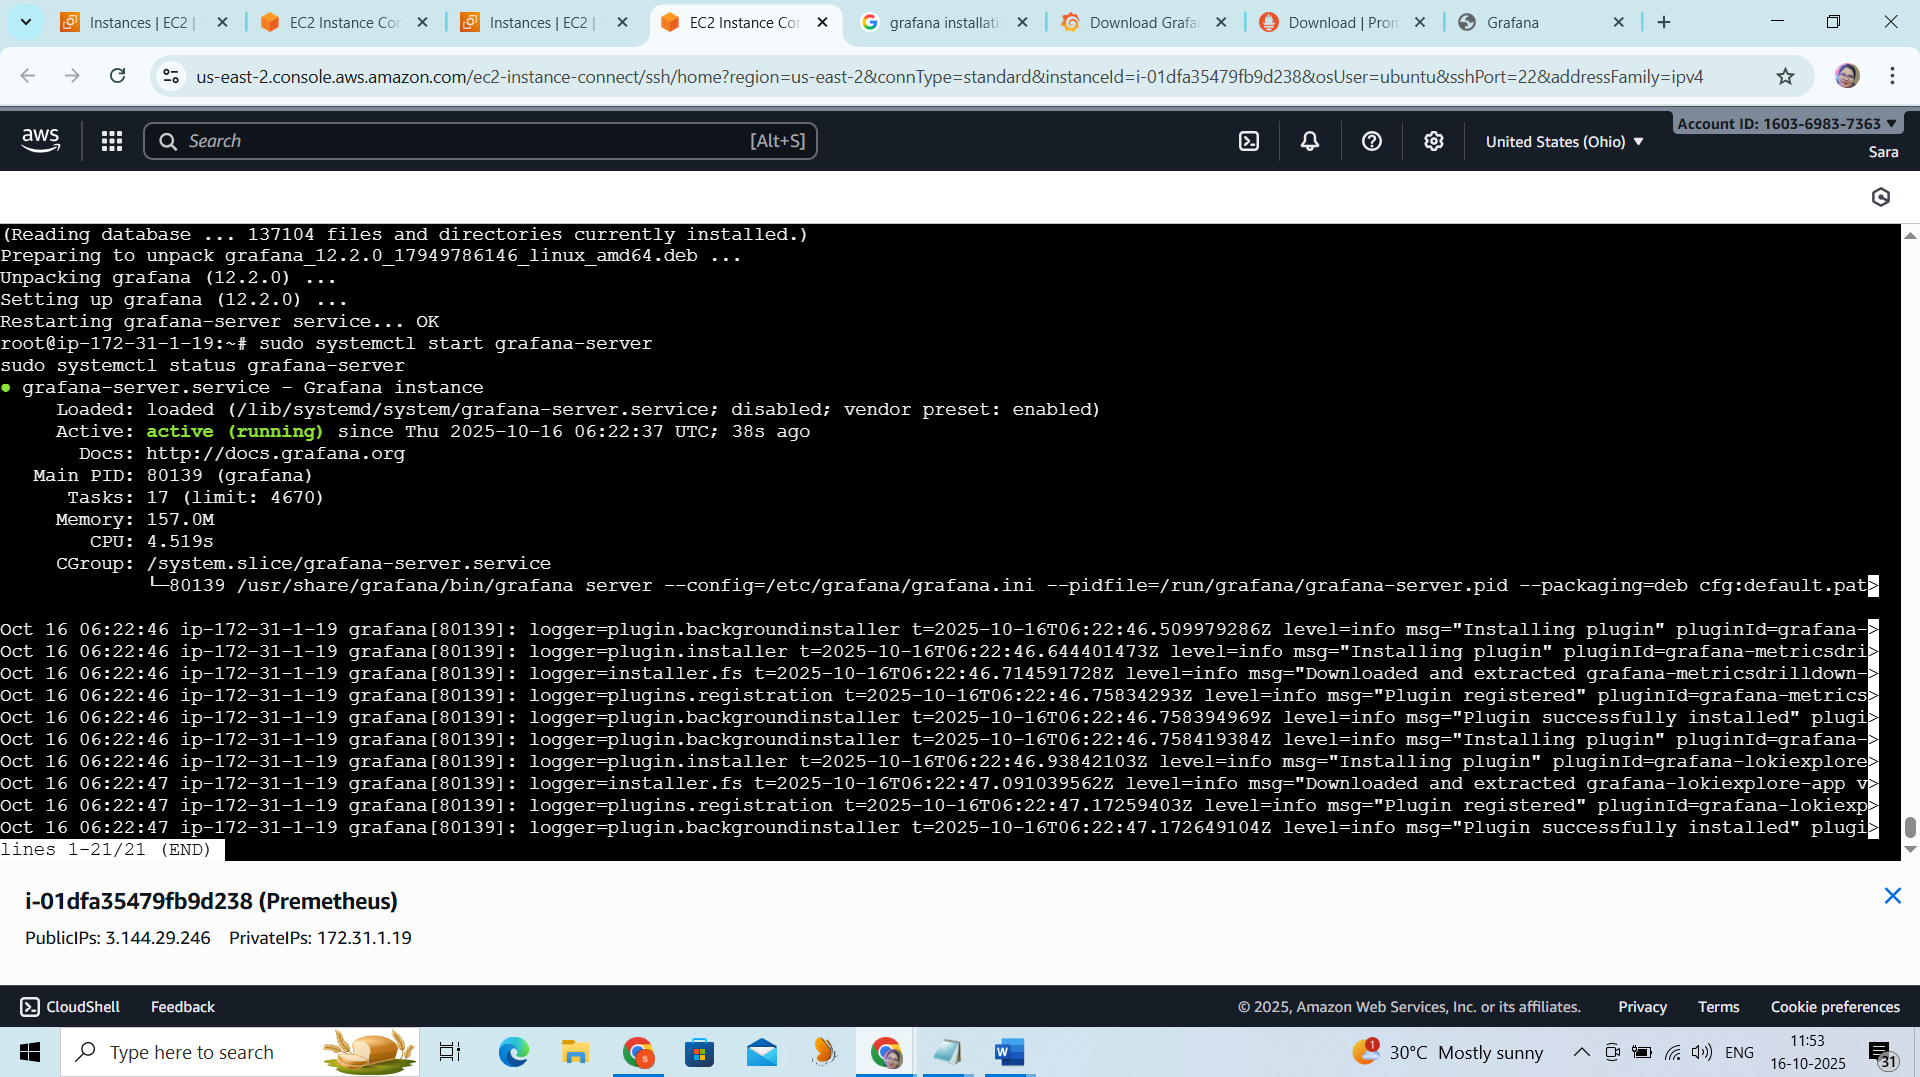 Instances | EC2 |
EC2 Instance Cor
Instances | EC2 |
EC2 Instance Cor
grafana installati
Download Grafa
Download | Pron
Grafana
us-east-2.console.aws.amazon.com/ec2-instance-connect/ssh/home?region=us-east-2&connType=standard&instanceId=i-01dfa35479fb9d238&osUser=ubuntu&sshPort=22&addressFamily=ipv4
aws
Search
[Alt+S]
United States (Ohio)
Account ID: 1603-6983-7363
Sara
(Reading database ... 137104 files and directories currently installed.)
Preparing to unpack grafana_12.2.0_17949786146_linux_amd64.deb ...
Unpacking grafana (12.2.0) ...
Setting up grafana (12.2.0) ...
Restarting grafana-server service... OK
root@ip-172-31-1-19:~# sudo systemctl start grafana-server
sudo systemctl status grafana-server
● grafana-server.service - Grafana instance
Loaded: loaded (/lib/systemd/system/grafana-server.service; disabled; vendor preset: enabled)
Active: active (running) since Thu 2025-10-16 06:22:37 UTC; 38s ago
Docs: http://docs.grafana.org
Main PID: 80139 (grafana)
Tasks: 17 (limit: 4670)
Memory: 157.0M
CPU: 4.519s
CGroup: /system.slice/grafana-server.service
└─80139 /usr/share/grafana/bin/grafana server --config=/etc/grafana/grafana.ini --pidfile=/run/grafana/grafana-server.pid --packaging=deb cfg:default.pat>
Oct 16 06:22:46 ip-172-31-1-19 grafana[80139]: logger=plugin.backgroundinstaller t=2025-10-16T06:22:46.509979286Z level=info msg="Installing plugin" pluginId=grafana->
Oct 16 06:22:46 ip-172-31-1-19 grafana[80139]: logger=plugin.installer t=2025-10-16T06:22:46.644401473Z level=info msg="Installing plugin" pluginId=grafana-metricsdri>
Oct 16 06:22:46 ip-172-31-1-19 grafana[80139]: logger=installer.fs t=2025-10-16T06:22:46.714591728Z level=info msg="Downloaded and extracted grafana-metricsdrilldown->
Oct 16 06:22:46 ip-172-31-1-19 grafana[80139]: logger=plugins.registration t=2025-10-16T06:22:46.75834293Z level=info msg="Plugin registered" pluginId=grafana-metrics>
Oct 16 06:22:46 ip-172-31-1-19 grafana[80139]: logger=plugin.backgroundinstaller t=2025-10-16T06:22:46.758394969Z level=info msg="Plugin successfully installed" plugi>
Oct 16 06:22:46 ip-172-31-1-19 grafana[80139]: logger=plugin.backgroundinstaller t=2025-10-16T06:22:46.758419384Z level=info msg="Installing plugin" pluginId=grafana->
Oct 16 06:22:46 ip-172-31-1-19 grafana[80139]: logger=plugin.installer t=2025-10-16T06:22:46.93842103Z level=info msg="Installing plugin" pluginId=grafana-lokiexplore>
Oct 16 06:22:47 ip-172-31-1-19 grafana[80139]: logger=installer.fs t=2025-10-16T06:22:47.091039562Z level=info msg="Downloaded and extracted grafana-lokiexplore-app v>
Oct 16 06:22:47 ip-172-31-1-19 grafana[80139]: logger=plugins.registration t=2025-10-16T06:22:47.17259403Z level=info msg="Plugin registered" pluginId=grafana-lokiexp>
Oct 16 06:22:47 ip-172-31-1-19 grafana[80139]: logger=plugin.backgroundinstaller t=2025-10-16T06:22:47.172649104Z level=info msg="Plugin successfully installed" plugi>
lines 1-21/21 (END)
i-01dfa35479fb9d238 (Premetheus)
PublicIPs: 3.144.29.246 PrivateIPs: 172.31.1.19
CloudShell
Feedback
© 2025, Amazon Web Services, Inc. or its affiliates.
Privacy
Terms
Cookie preferences
Type here to search
1
30°C Mostly sunny
ENG
11:53
16-10-2025
31